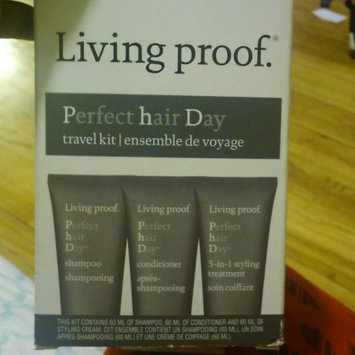 Living proof.®
Perfect hair Day
travel kit | ensemble de voyage
Living proof.
Perfect
hair
Day™
shampoo
shampooing
Living proof.
Perfect
hair
Day™
conditioner
après-
shampooing
Living proof.
Perfect
hair
Day™
5-in-1 styling
treatment
soin coiffant
THIS KIT CONTAINS 60 ML OF SHAMPOO, 60 ML OF CONDITIONER AND 60 ML OF
STYLING CREAM. CET ENSEMBLE CONTIENT UN SHAMPOOING (60 ML), UN SOIN
APRÈS-SHAMPOOING (60 ML) ET UNE CRÈME DE COIFFAGE (60 ML).